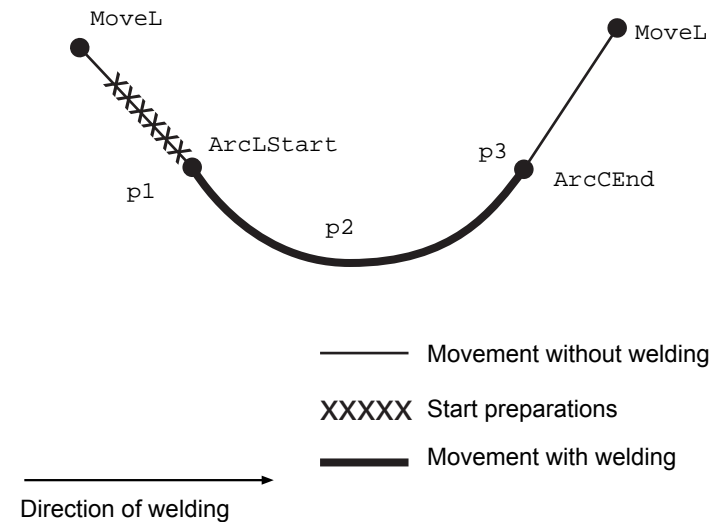 MoveL
MoveL
ArcLStart
p3
ArcCEnd
p1
p2
Movement without welding
XXXXX Start preparations
Movement with welding
Direction of welding